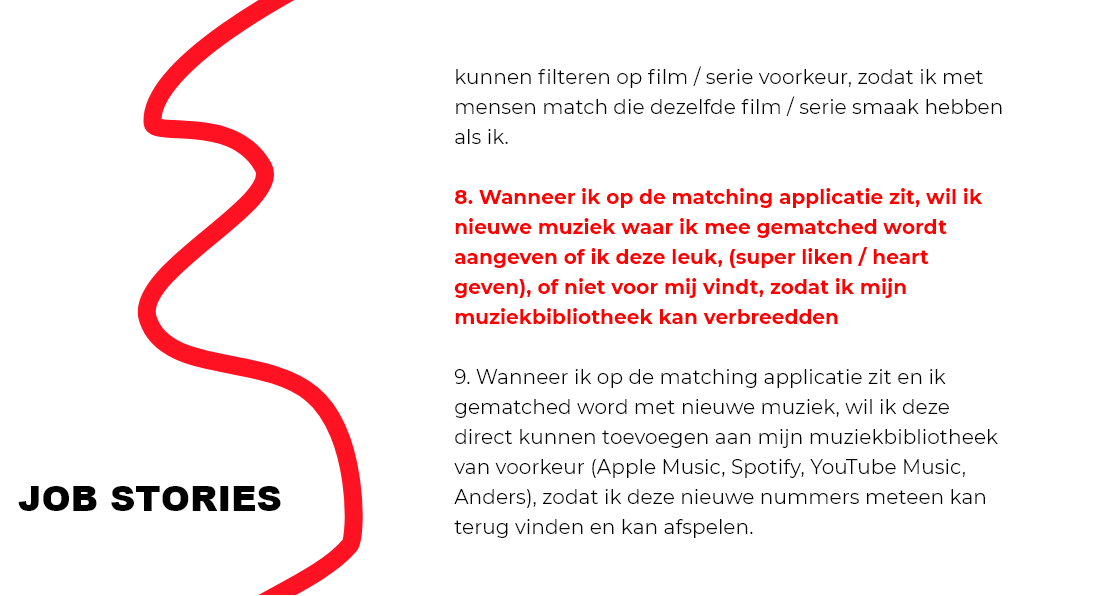 kunnen filteren op film / serie voorkeur, zodat ik met
mensen match die dezelfde film / serie smaak hebben
als ik.
8. Wanneer ik op de matching applicatie zit, wil ik
nieuwe muziek waar ik mee gematched wordt
aangeven of ik deze leuk, (super liken / heart
geven), of niet voor mij vindt, zodat ik mijn
muziekbibliotheek kan verbreedden
9. Wanneer ik op de matching applicatie zit en ik
gematched word met nieuwe muziek, wil ik deze
direct kunnen toevoegen aan mijn muziekbibliotheek
van voorkeur (Apple Music, Spotify, YouTube Music,
Anders), zodat ik deze nieuwe nummers meteen kan
terug vinden en kan afspelen.
JOB STORIES